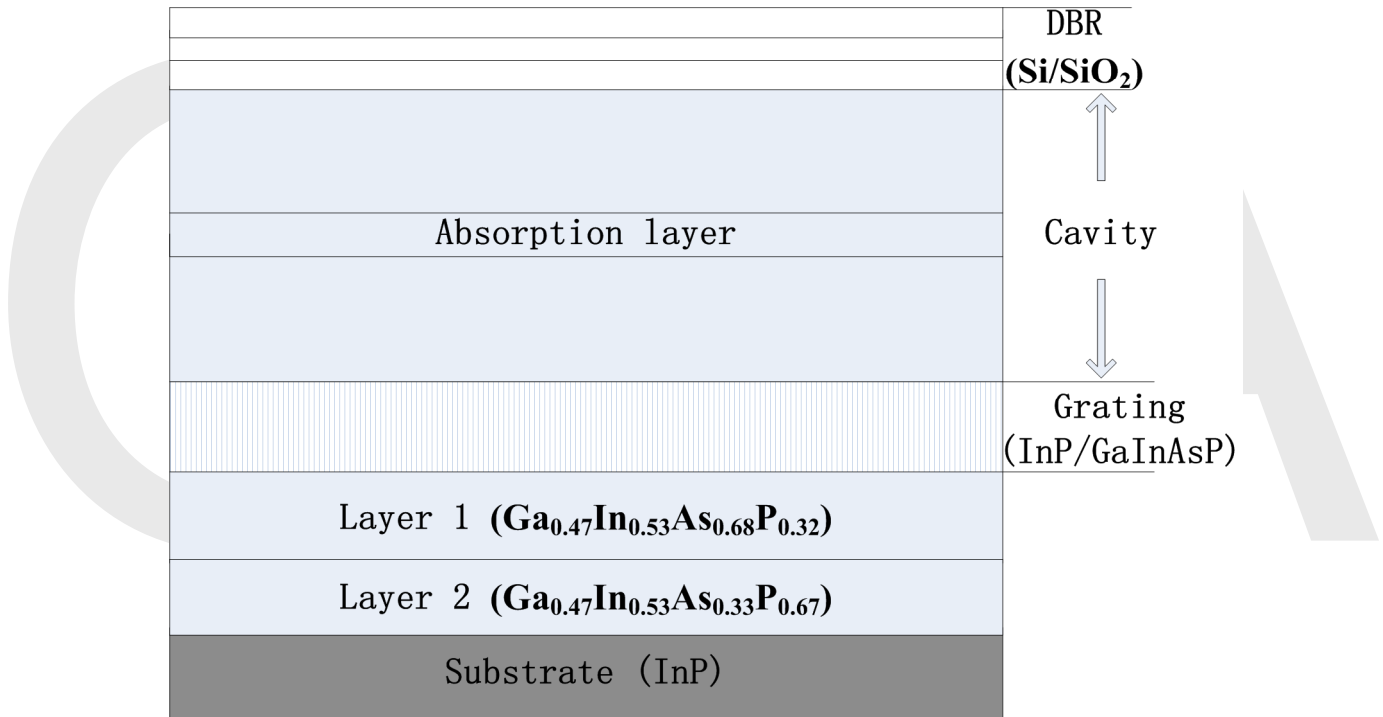 DBR
(Si/SiO₂)
Absorption layer
Cavity
Grating
(InP/GaInAsP)
Layer 1 (Ga₀.₄₇In₀.₅₃As₀.₆₈P₀.₃₂)
Layer 2 (Ga₀.₄₇In₀.₅₃As₀.₃₃P₀.₆₇)
Substrate (InP)